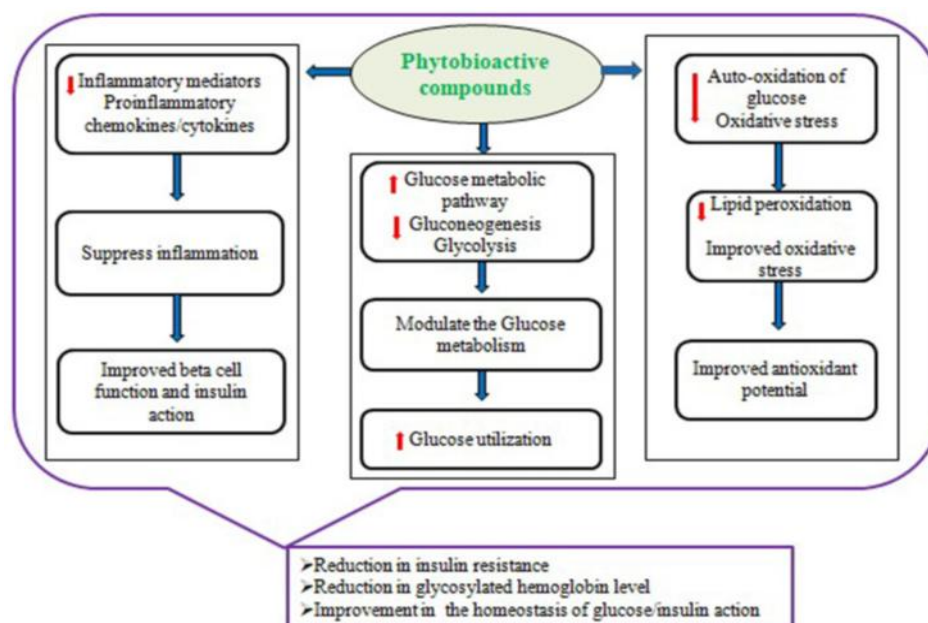 Phytobioactive
compounds
Inflammatory mediators
Proinflammatory
chemokines/cytokines
Suppress inflammation
Improved beta cell
function and insulin
action
Glucose metabolic
pathway
Gluconeogenesis
Glycolysis
Modulate the Glucose
metabolism
Glucose utilization
Auto-oxidation of
glucose
Oxidative stress
Lipid peroxidation
Improved oxidative
stress
Improved antioxidant
potential
➢Reduction in insulin resistance
➢Reduction in glycosylated hemoglobin level
➢Improvement in the homeostasis of glucose/insulin action